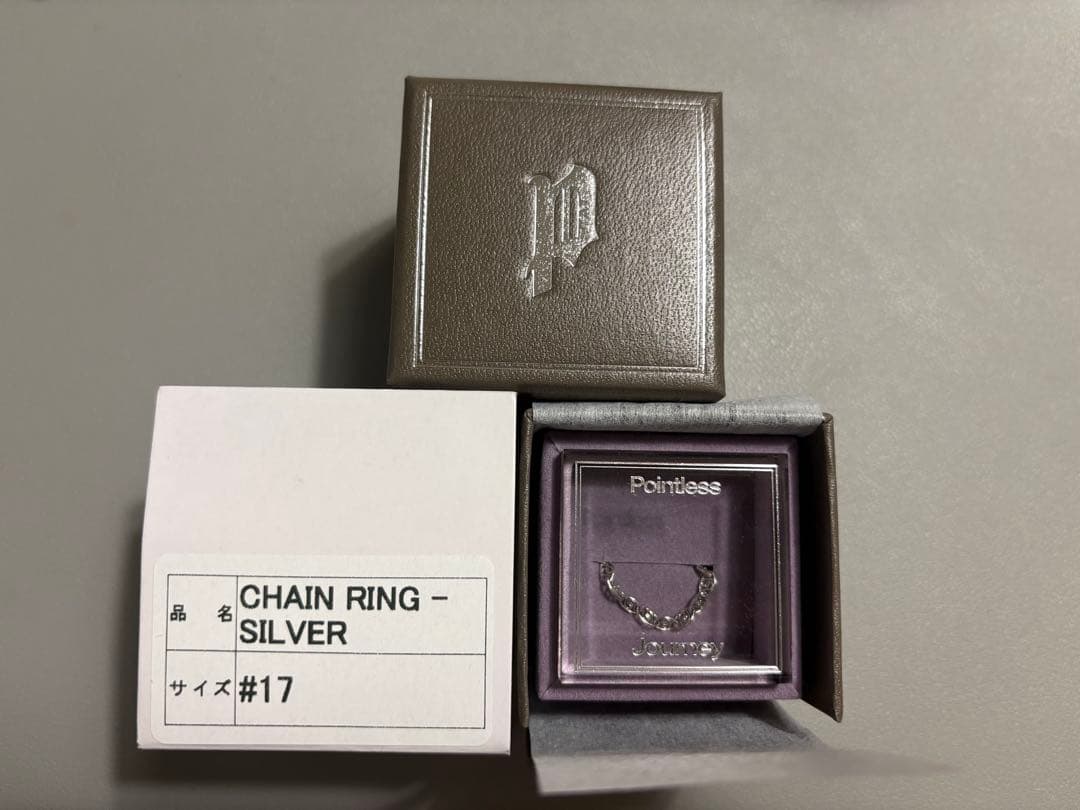 P
品名 CHAIN RING -
SILVER
サイズ #17
Pointless
Journey